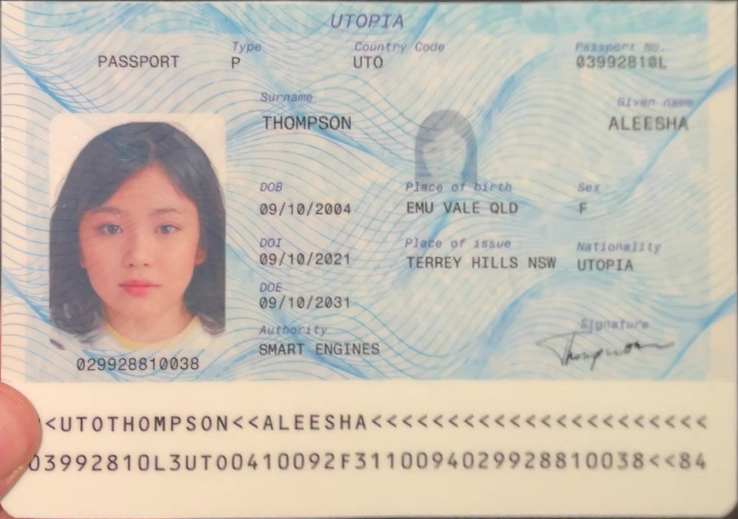 UTOPIA
PASSPORT
Type
P
Country Code
UTO
Passport No.
03992810L
Surname
THOMPSON
Given name
ALEESHA
DOB
09/10/2004
Place of birth
EMU VALE QLD
Sex
F
DOI
09/10/2021
Place of issue
TERREY HILLS NSW
Nationality
UTOPIA
DOE
09/10/2031
Authority
SMART ENGINES
Signature
Thompson
029928810038
<UTOTHOMPSON<<ALEESHA<<<<<<<<<<<<<<<<<<<<<<
03992810L3UTO0410092F3110094029928810038<<84